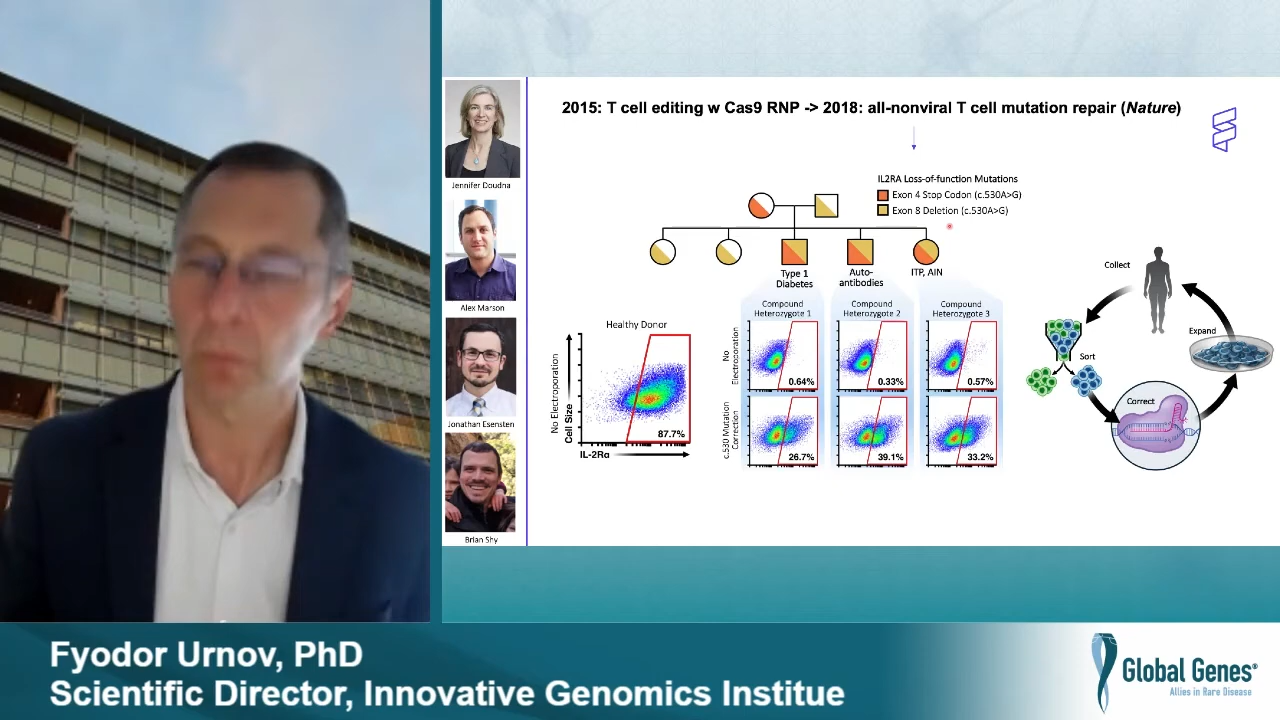 2015: T cell editing w Cas9 RNP -> 2018: all-nonviral T cell mutation repair (Nature)
Jennifer Doudna
Alex Marson
Jonathan Esensten
Brian Shy
IL2RA Loss-of-function Mutations
Exon 4 Stop Codon (c.530A>G)
Exon 8 Deletion (c.530A>G)
Type 1
Diabetes
Auto-
antibodies
ITP, AIN
Healthy Donor
No Electroporation
Cell Size
87.7%
IL-2Rα
Compound
Heterozygote 1
Compound
Heterozygote 2
Compound
Heterozygote 3
No
Electroporation
0.64%
0.33%
0.57%
c.530 Mutation
Correction
26.7%
39.1%
33.2%
Collect
Sort
Correct
Expand
Fyodor Urnov, PhD
Scientific Director, Innovative Genomics Institue
Global Genes®
Allies in Rare Disease